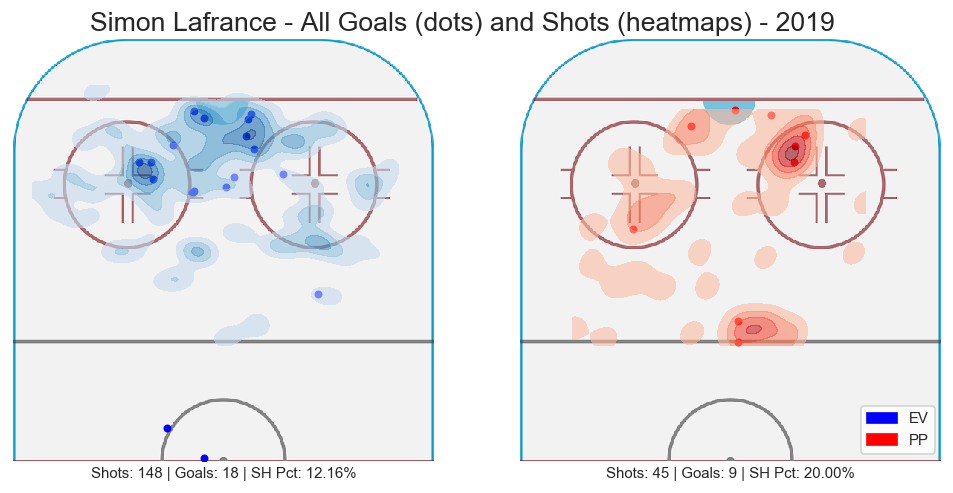 Simon Lafrance - All Goals (dots) and Shots (heatmaps) - 2019
EV
PP
Shots: 148 | Goals: 18 | SH Pct: 12.16%
Shots: 45 | Goals: 9 | SH Pct: 20.00%